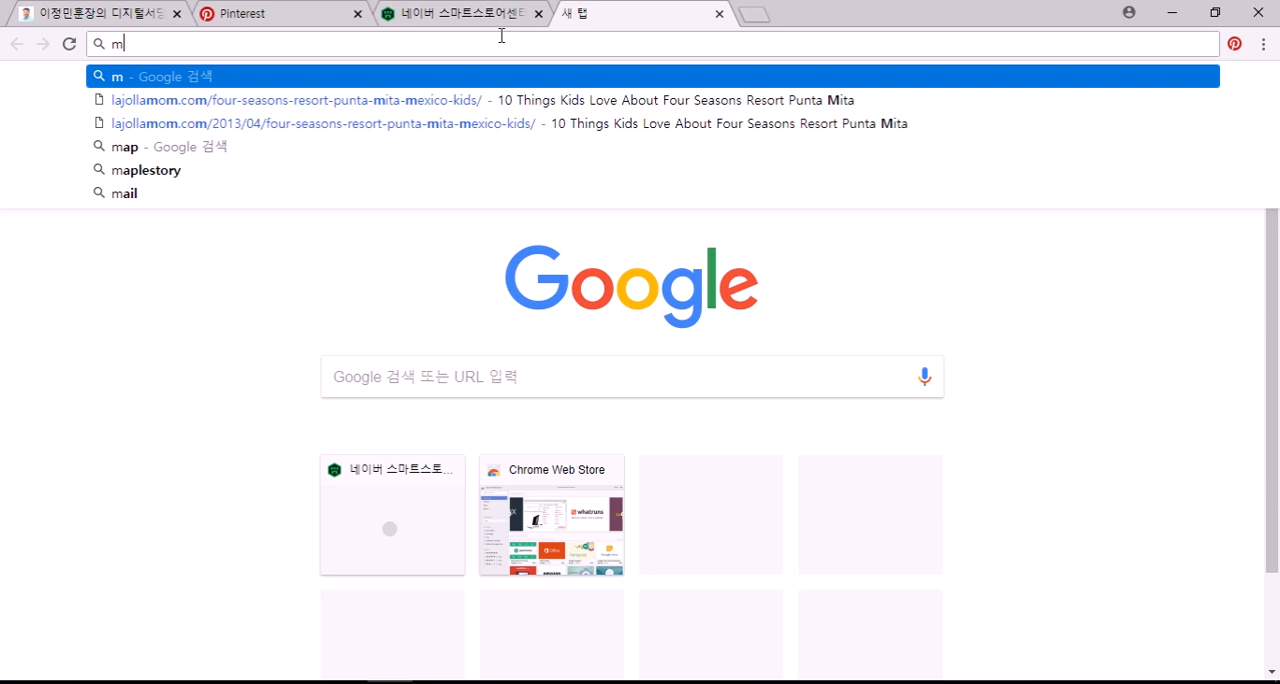 이정민훈장의 디지털서당
Pinterest
네이버 스마트스토어센터
새 탭
m
m - Google 검색
lajollamom.com/four-seasons-resort-punta-mita-mexico-kids/ - 10 Things Kids Love About Four Seasons Resort Punta Mita
lajollamom.com/2013/04/four-seasons-resort-punta-mita-mexico-kids/ - 10 Things Kids Love About Four Seasons Resort Punta Mita
map - Google 검색
maplestory
mail
Google
Google 검색 또는 URL 입력
네이버 스마트스토...
Chrome Web Store
whatruns
Office